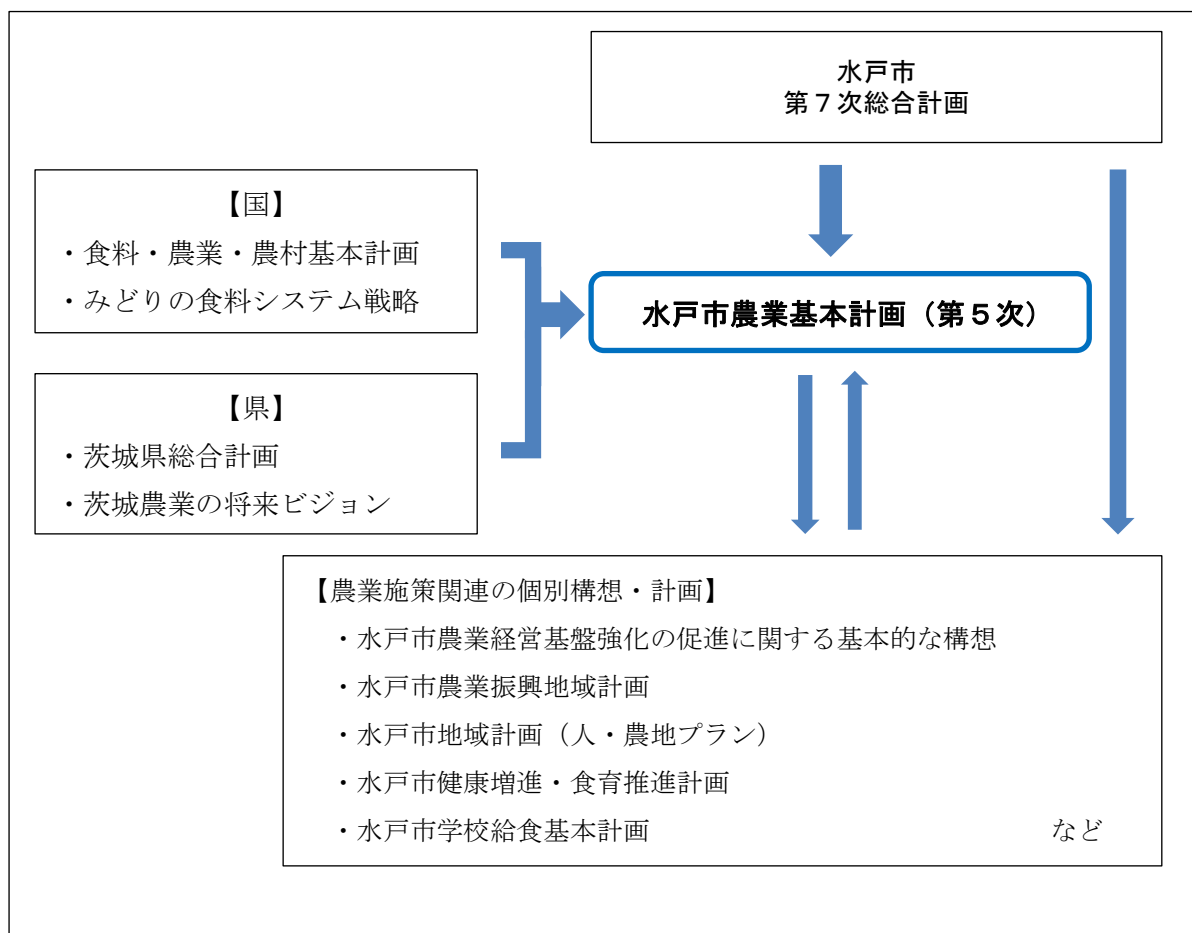 水戸市
第7次総合計画
【国】
・食料・農業・農村基本計画
・みどりの食料システム戦略
水戸市農業基本計画（第5次）
【県】
・茨城県総合計画
・茨城農業の将来ビジョン
【農業施策関連の個別構想・計画】
・水戸市農業経営基盤強化の促進に関する基本的な構想
・水戸市農業振興地域計画
・水戸市地域計画（人・農地プラン）
・水戸市健康増進・食育推進計画
・水戸市学校給食基本計画 など